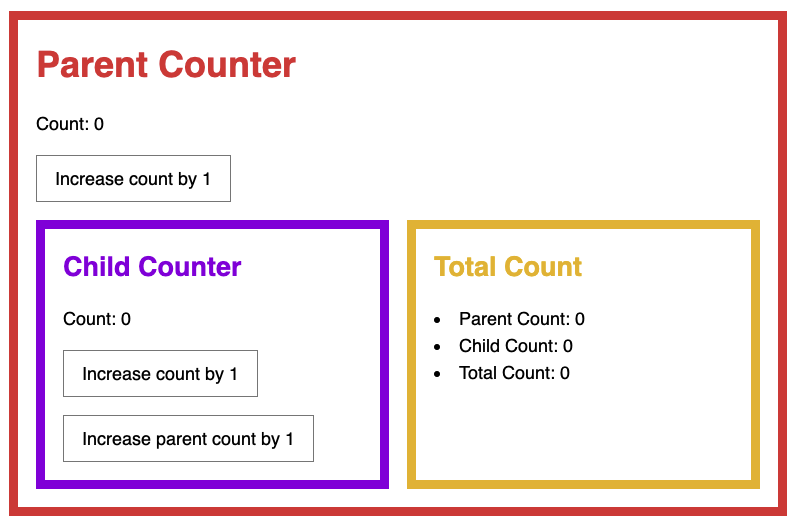 Parent Counter
Count: 0
Increase count by 1
Child Counter
Count: 0
Increase count by 1
Increase parent count by 1
Total Count
• Parent Count: 0
• Child Count: 0
• Total Count: 0